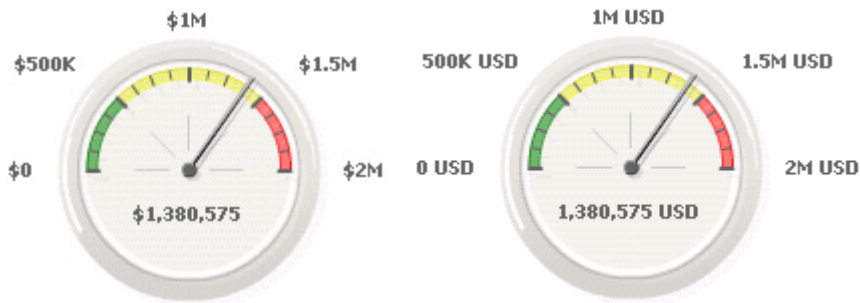 $1M
$500K
$1.5M
$0
$2M
$1,380,575
1M USD
500K USD
1.5M USD
0 USD
2M USD
1,380,575 USD